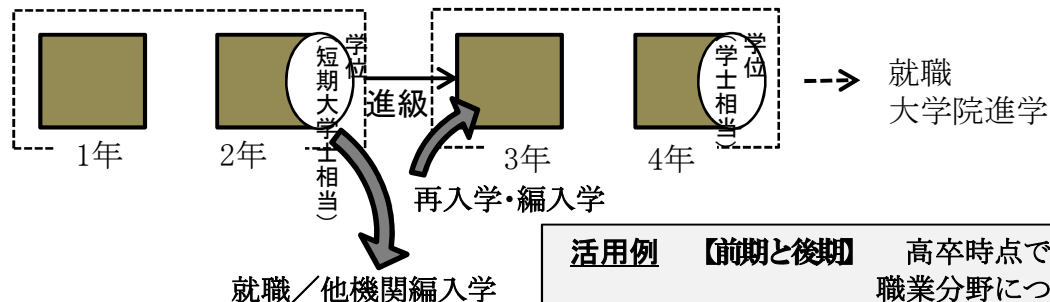 学位
（短期大学士相当）
学位
（学士相当）
進級
就職
大学院進学
1年
2年
3年
4年
再入学・編入学
就職／他機関編入学
活用例　【前期と後期】　高卒時点で
職業分野につ